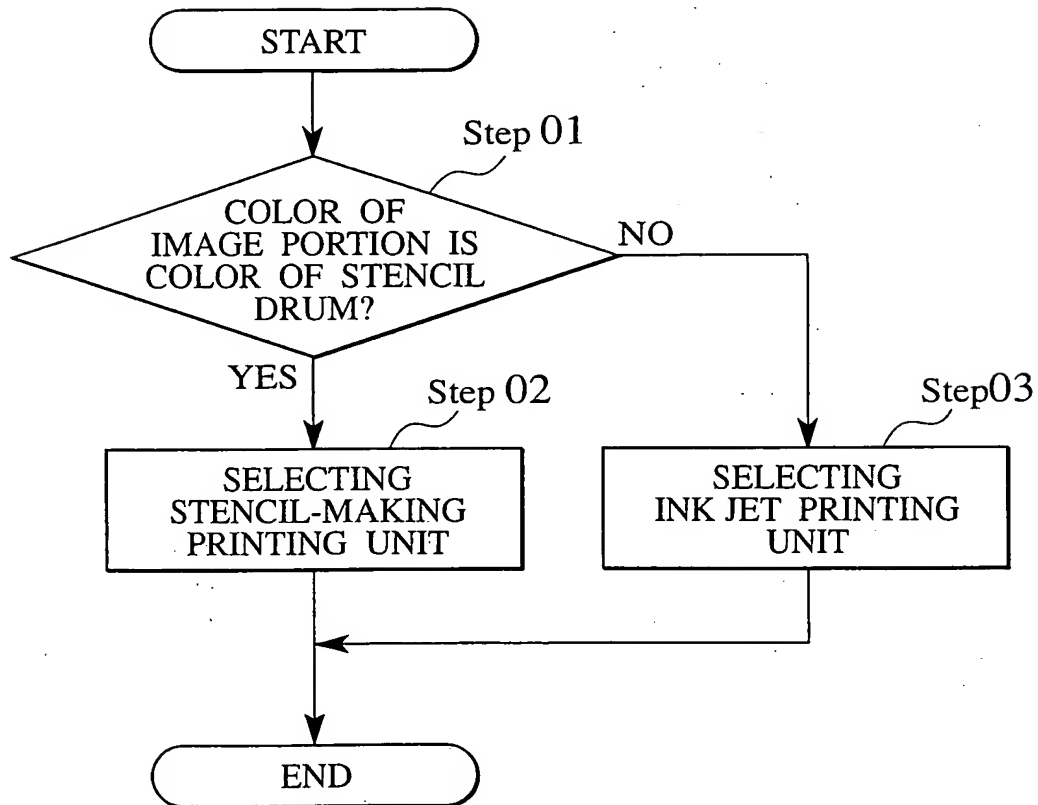 START
Step 01
COLOR OF
IMAGE PORTION IS
COLOR OF STENCIL
DRUM?
NO
YES
Step 02
Step03
SELECTING
STENCIL-MAKING
PRINTING UNIT
SELECTING
INK JET PRINTING
UNIT
END